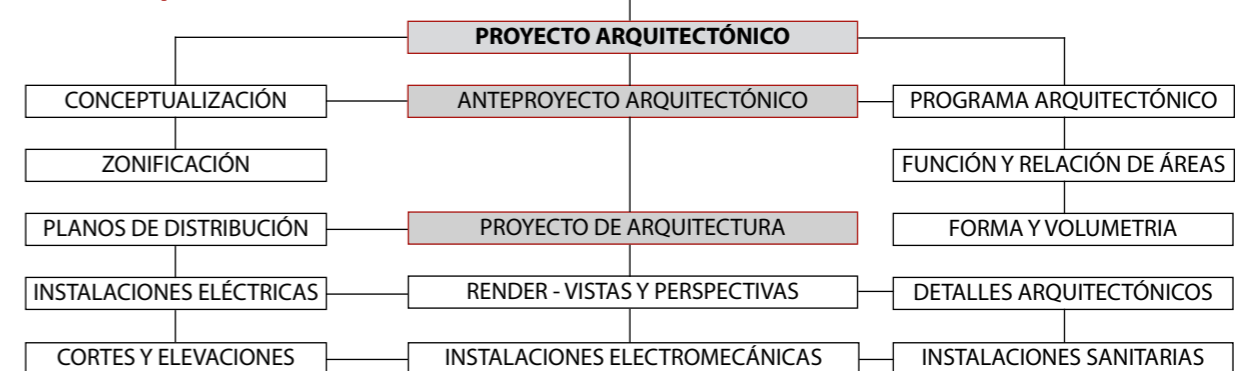 PROYECTO ARQUITECTÓNICO
CONCEPTUALIZACIÓN
ANTEPROYECTO ARQUITECTÓNICO
PROGRAMA ARQUITECTÓNICO
ZONIFICACIÓN
FUNCIÓN Y RELACIÓN DE ÁREAS
PLANOS DE DISTRIBUCIÓN
PROYECTO DE ARQUITECTURA
FORMA Y VOLUMETRIA
INSTALACIONES ELÉCTRICAS
RENDER - VISTAS Y PERSPECTIVAS
DETALLES ARQUITECTÓNICOS
CORTES Y ELEVACIONES
INSTALACIONES ELECTROMECÁNICAS
INSTALACIONES SANITARIAS